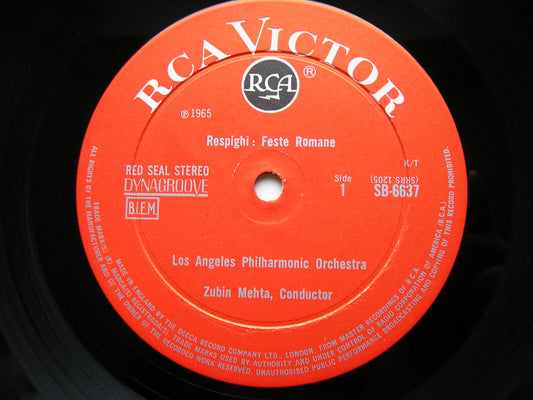 RCA VICTOR
RCA
®
℗ 1965
Respighi: Feste Romane
K/T
RED SEAL STEREO
DYNAGROOVE
B.I.E.M.
Side
1
(SRRS.1205)
SB-6637
Los Angeles Philharmonic Orchestra
Zubin Mehta, Conductor
ALL RIGHTS OF THE MANUFACTURER AND OF THE OWNER OF THE RECORDED WORK RESERVED. UNAUTHORISED PUBLIC PERFORMANCE, BROADCASTING AND COPYING OF THIS RECORD PROHIBITED.
TRADE MARK(S) (R) MARCA(S) REGISTRADA(S). TRADE MARKS USED BY AUTHORITY AND UNDER CONTROL OF RADIO CORPORATION OF AMERICA
MADE IN ENGLAND BY THE DECCA RECORD COMPANY LTD., LONDON, FROM MASTER RECORDINGS OF R.C.A. (R.C.A.)